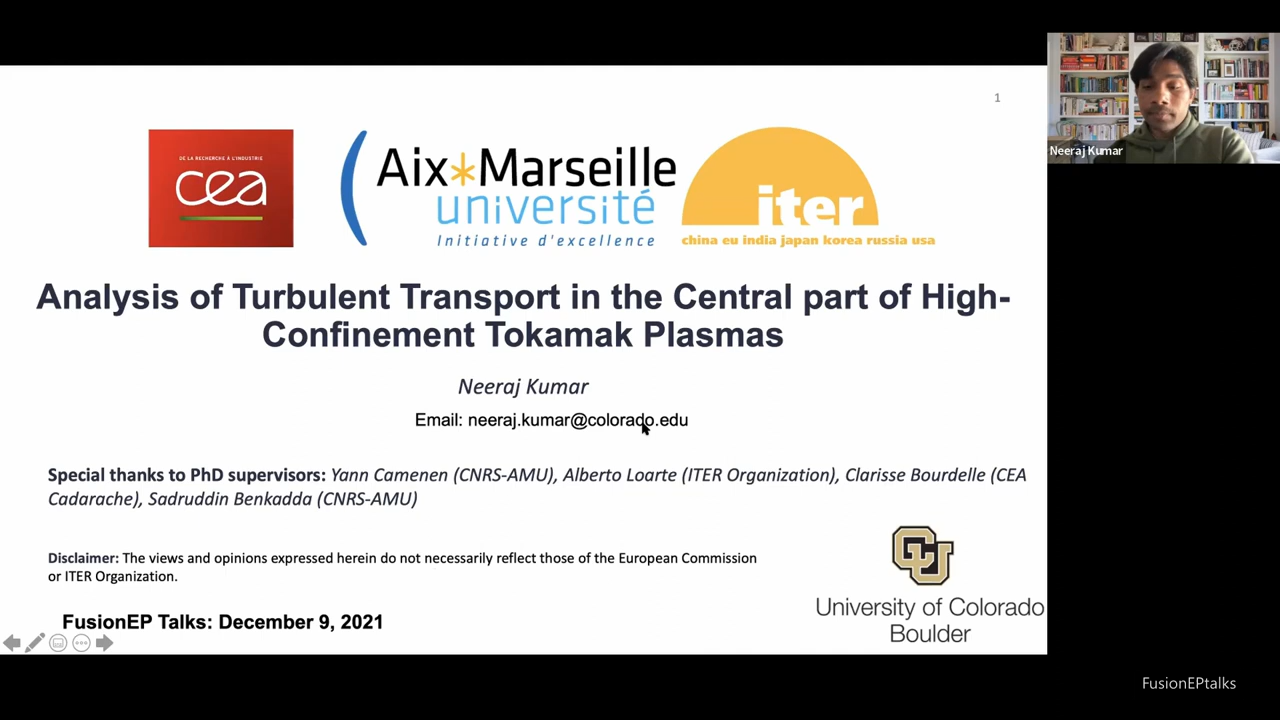 1
DE LA RECHERCHE À L'INDUSTRIE
cea
Aix*Marseille
université
Initiative d'excellence
iter
china eu india japan korea russia usa
Analysis of Turbulent Transport in the Central part of High-
Confinement Tokamak Plasmas
Neeraj Kumar
Email: neeraj.kumar@colorado.edu
Special thanks to PhD supervisors: Yann Camenen (CNRS-AMU), Alberto Loarte (ITER Organization), Clarisse Bourdelle (CEA
Cadarache), Sadruddin Benkadda (CNRS-AMU)
Disclaimer: The views and opinions expressed herein do not necessarily reflect those of the European Commission
or ITER Organization.
FusionEP Talks: December 9, 2021
CU
University of Colorado
Boulder
Neeraj Kumar
FusionEPtalks